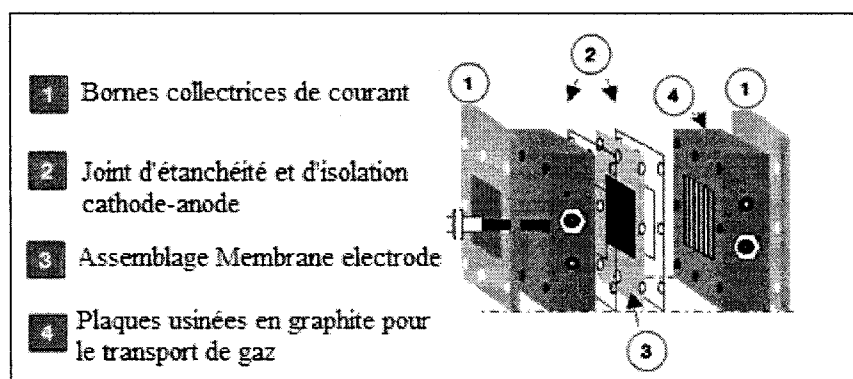 1 Bornes collectrices de courant
2 Joint d'étanchéité et d'isolation
cathode-anode
3 Assemblage Membrane electrode
4 Plaques usinées en graphite pour
le transport de gaz
1
2
4
1
3